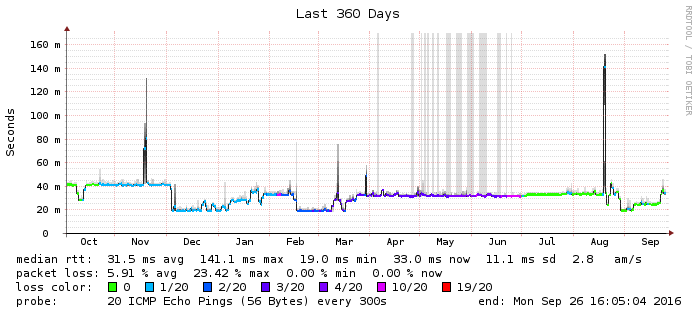 Last 360 Days
RRDTOOL / TOBI OETIKER
Seconds
160 m
140 m
120 m
100 m
80 m
60 m
40 m
20 m
0
Oct Nov Dec Jan Feb Mar Apr May Jun Jul Aug Sep
median rtt: 31.5 ms avg 141.1 ms max 19.0 ms min 33.0 ms now 11.1 ms sd 2.8 am/s
packet loss: 5.91 % avg 23.42 % max 0.00 % min 0.00 % now
loss color: 0 1/20 2/20 3/20 4/20 10/20 19/20
probe: 20 ICMP Echo Pings (56 Bytes) every 300s end: Mon Sep 26 16:05:04 2016